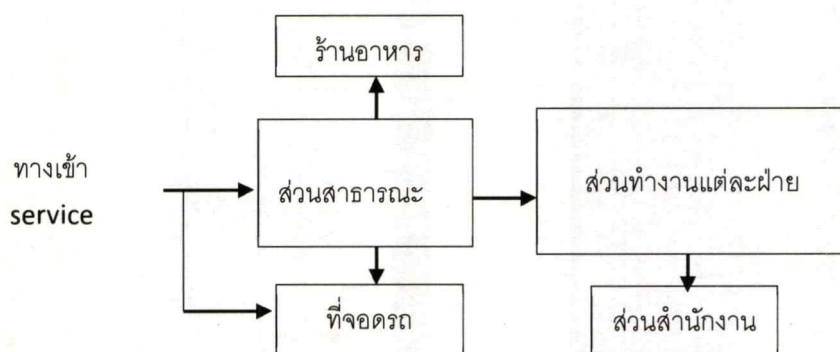 ร้านอาหาร
ทางเข้า
service
ส่วนสาธารณะ
ส่วนทำงานแต่ละฝ่าย
ที่จอดรถ
ส่วนสำนักงาน